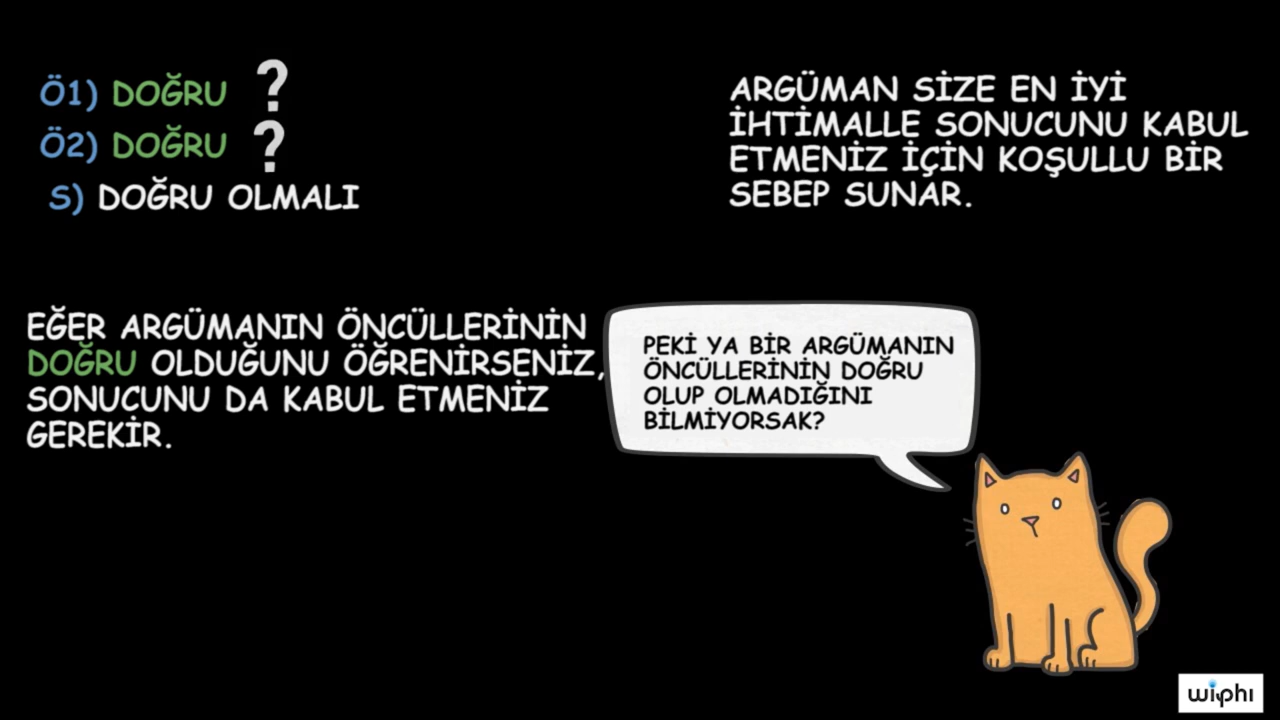 Ö1) DOĞRU ?
Ö2) DOĞRU ?
S) DOĞRU OLMALI
ARGÜMAN SİZE EN İYİ
İHTİMALLE SONUCUNU KABUL
ETMENİZ İÇİN KOŞULLU BİR
SEBEP SUNAR.
EĞER ARGÜMANIN ÖNCÜLLERİNİN
DOĞRU OLDUĞUNU ÖĞRENİRSENİZ,
SONUCUNU DA KABUL ETMENİZ
GEREKİR.
PEKİ YA BİR ARGÜMANIN
ÖNCÜLLERİNİN DOĞRU
OLUP OLMADIĞINI
BİLMİYORSAK?
wiphi